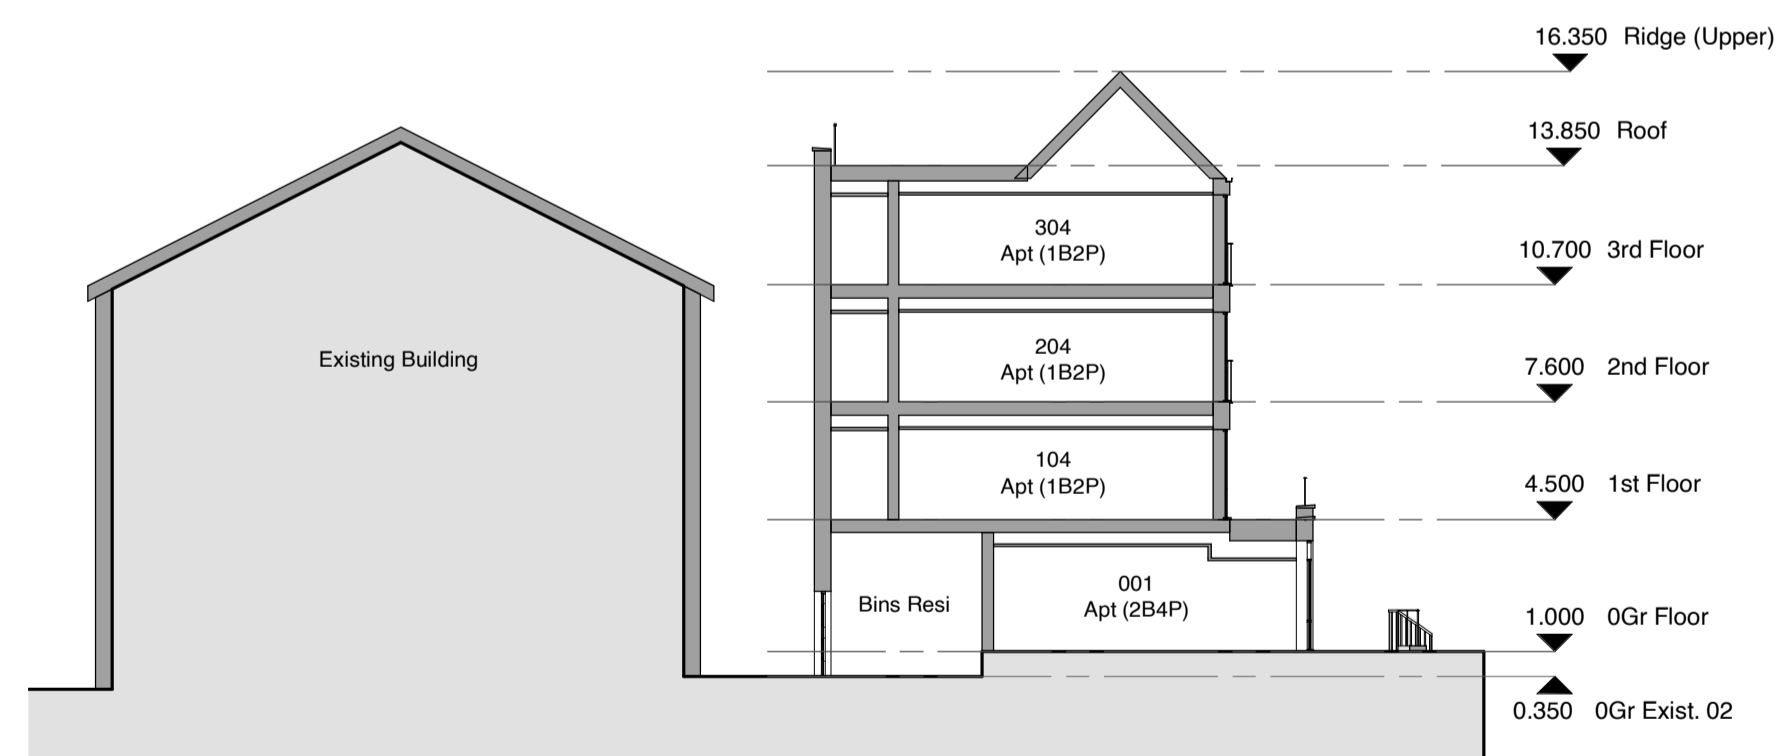 16.350 Ridge (Upper)
13.850 Roof
304
Apt (1B2P)
10.700 3rd Floor
Existing Building
204
Apt (1B2P)
7.600 2nd Floor
104
Apt (1B2P)
4.500 1st Floor
Bins Resi
001
Apt (2B4P)
1.000 0Gr Floor
0.350 0Gr Exist. 02